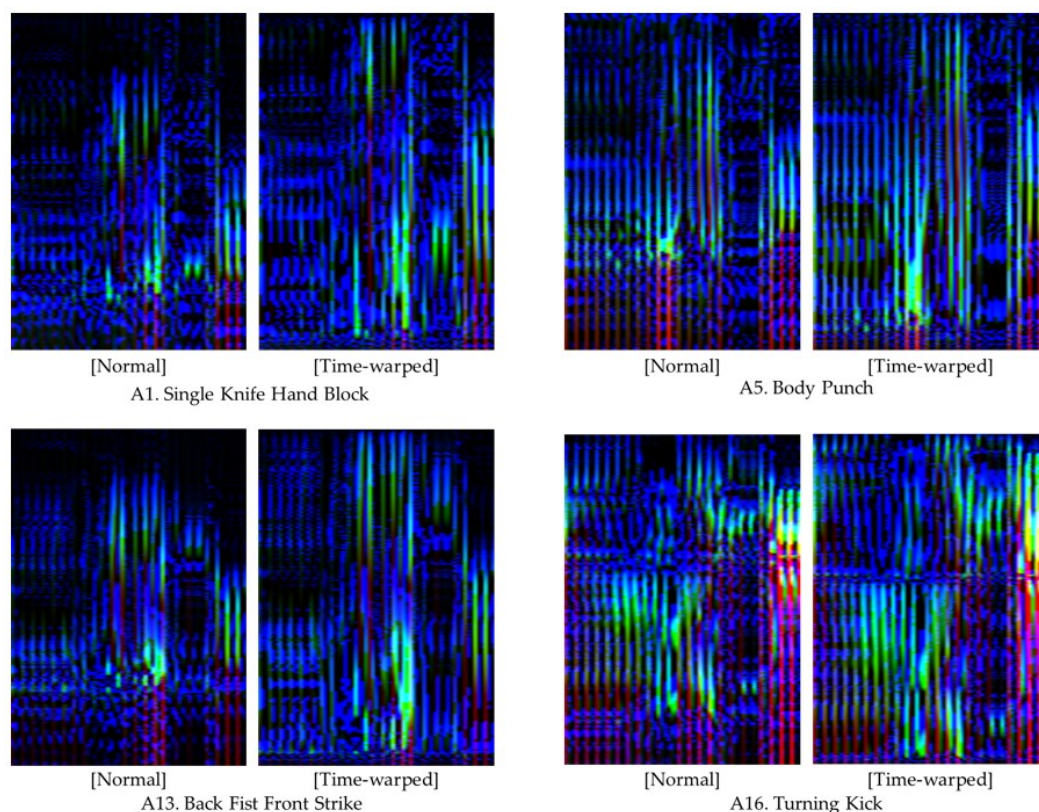 [Normal] [Time-warped]
A1. Single Knife Hand Block
[Normal] [Time-warped]
A5. Body Punch
[Normal] [Time-warped]
A13. Back Fist Front Strike
[Normal] [Time-warped]
A16. Turning Kick